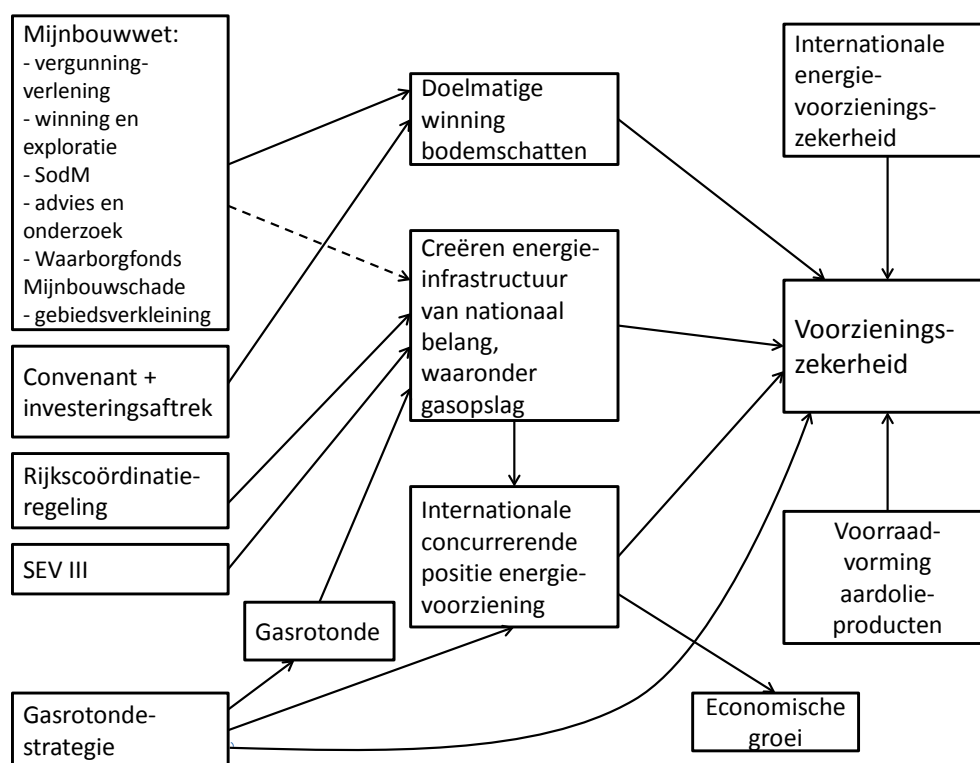 Mijnbouwwet:
- vergunning-
verlening
- winning en
exploratie
- SodM
- advies en
onderzoek
- Waarborgfonds
Mijnbouwschade
- gebiedsverkleining
Convenant +
investeringsaftrek
Rijkscoördinatie-
regeling
SEV III
Gasrotonde
Gasrotonde-
strategie
Doelmatige
winning
bodemschatten
Creëren energie-
infrastructuur
van nationaal
belang,
waaronder
gasopslag
Internationale
concurrerende
positie energie-
voorziening
Internationale
energie-
voorzienings-
zekerheid
Voorzienings-
zekerheid
Voorraad-
vorming
aardolie-
producten
Economische
groei